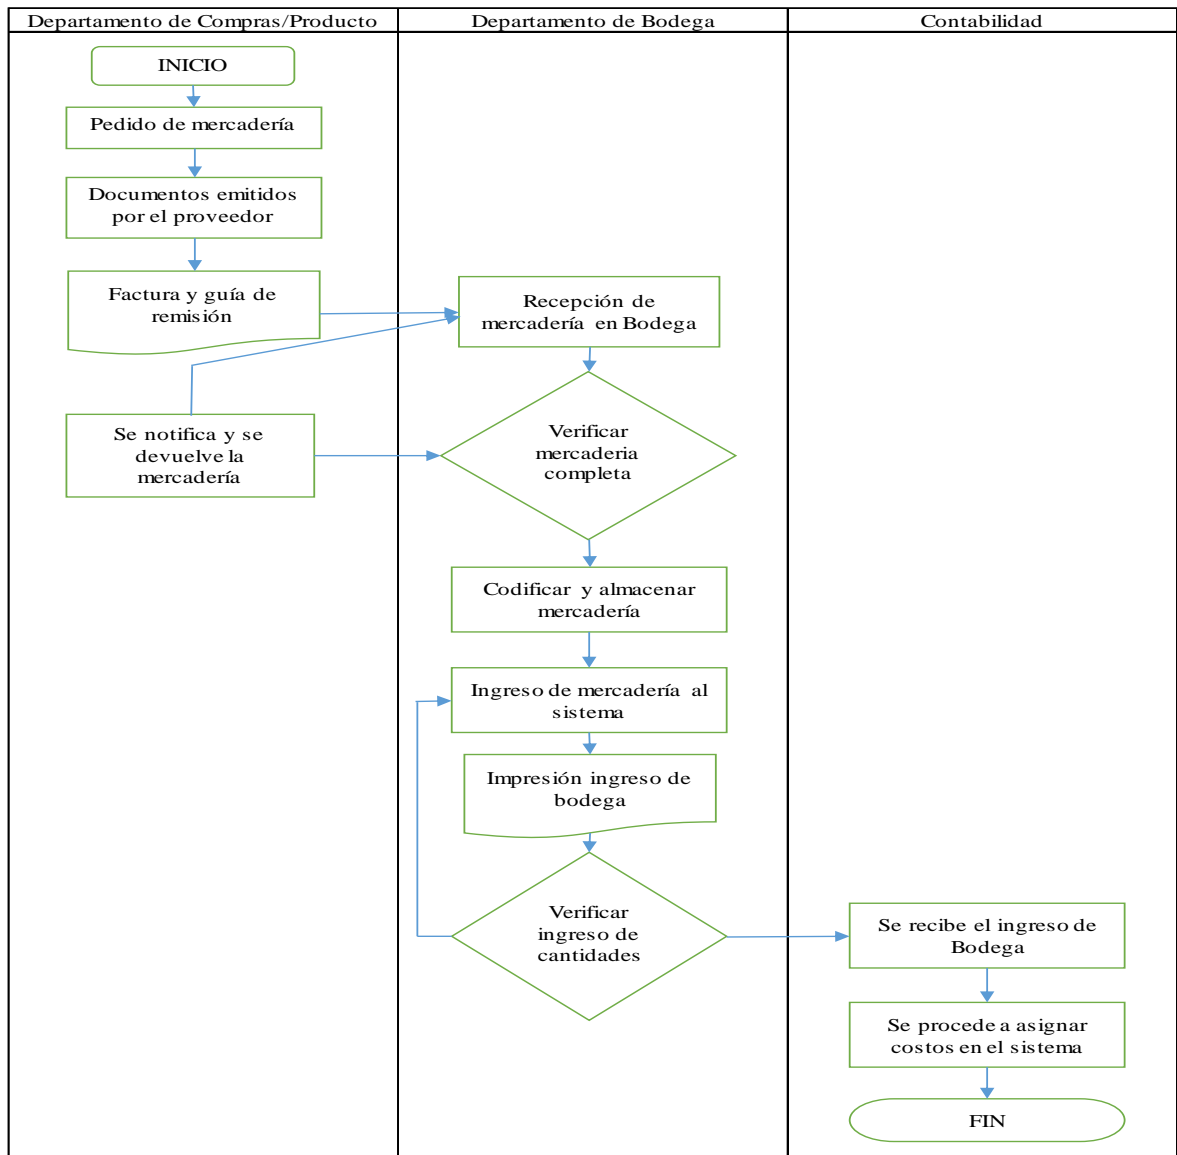 Departamento de Compras/Producto
Departamento de Bodega
Contabilidad
INICIO
Pedido de mercadería
Documentos emitidos
por el proveedor
Factura y guía de
remisión
Se notifica y se
devuelve la
mercadería
Recepción de
mercadería en Bodega
Verificar
mercaderia
completa
Codificar y almacenar
mercadería
Ingreso de mercadería al
sistema
Impresión ingreso de
bodega
Verificar
ingreso de
cantidades
Se recibe el ingreso de
Bodega
Se procede a asignar
costos en el sistema
FIN